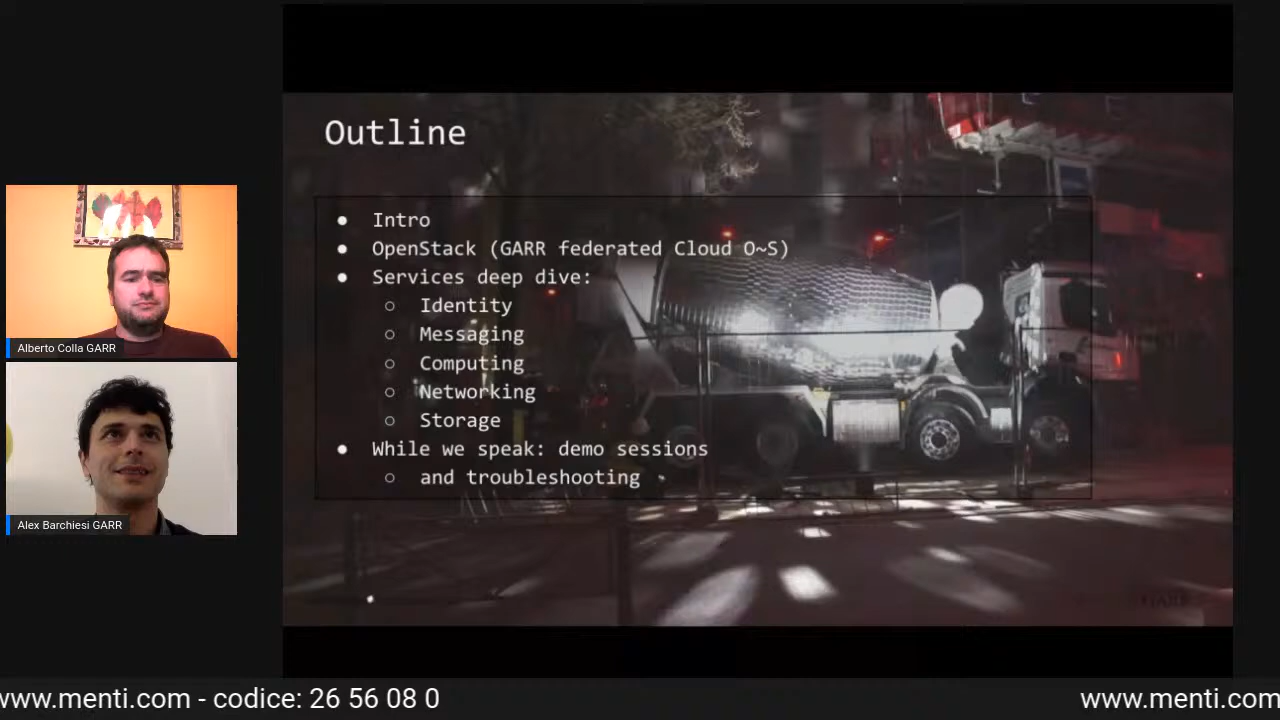 Outline
Intro
OpenStack (GARR federated Cloud O~S)
Services deep dive:
Identity
Messaging
Computing
Networking
Storage
While we speak: demo sessions
and troubleshooting
Alberto Colla GARR
Alex Barchiesi GARR
GARR
www.menti.com - codice: 26 56 08 0 www.menti.com